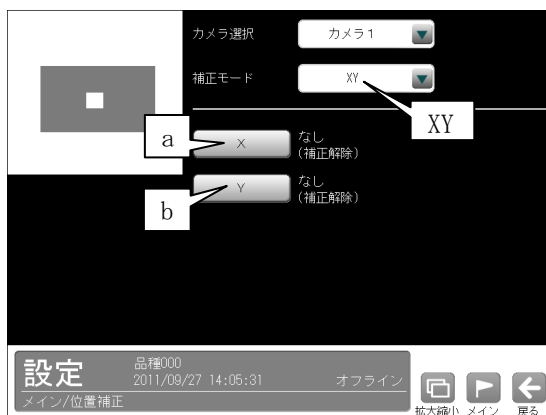 カメラ選択 カメラ1
補正モード XY
XY
a X なし
(補正解除)
b Y なし
(補正解除)
設定 品種000
2011/09/27 14:05:31 オフライン
メイン/位置補正
拡大縮小 メイン 戻る